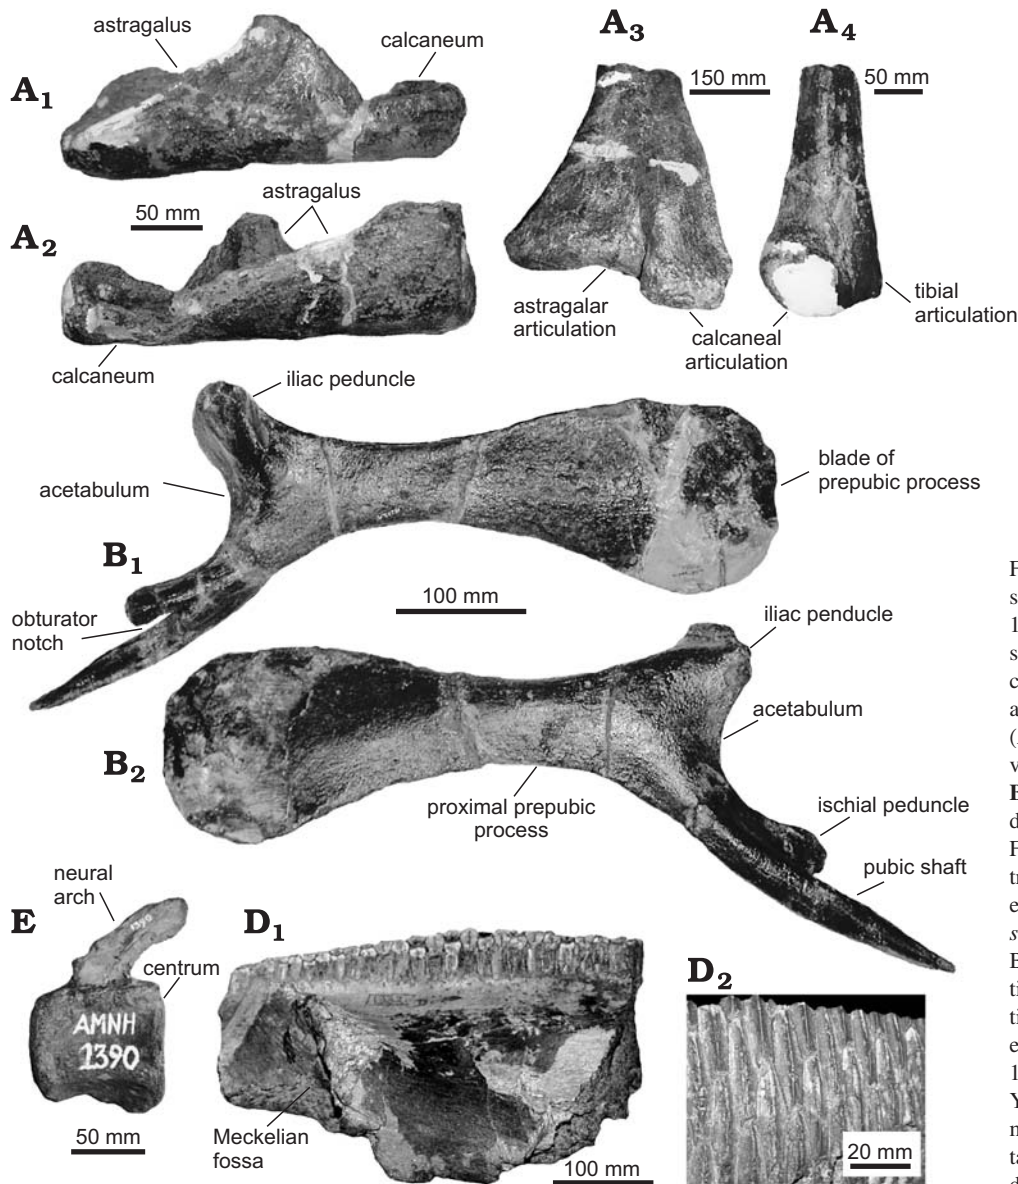 astragalus
calcaneum
A1
50 mm
astragalus
A2
calcaneum
A3
150 mm
A4
50 mm
astragalar
articulation
calcaneal
articulation
tibial
articulation
iliac peduncle
acetabulum
blade of
prepubic process
B1
obturator
notch
100 mm
iliac penducle
acetabulum
B2
proximal prepubic
process
ischial peduncle
pubic shaft
neural
arch
E
1390
centrum
AMNH
1390
50 mm
D1
Meckelian
fossa
100 mm
D2
20 mm